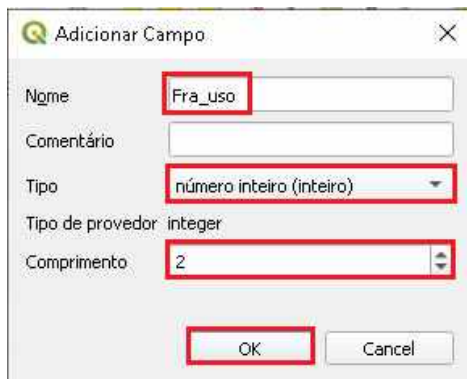 Adicionar Campo
Nome Fra_uso
Comentário
Tipo número inteiro (inteiro)
Tipo de provedor integer
Comprimento 2
OK Cancel